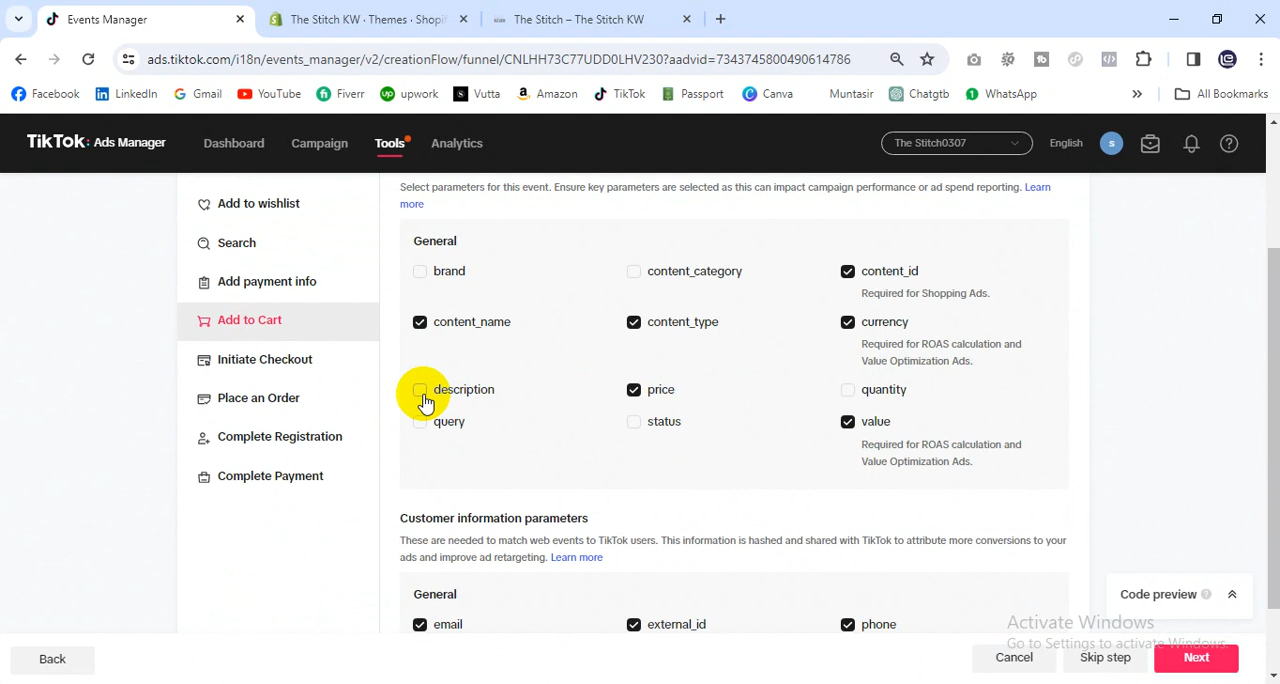 Events Manager
The Stitch KW · Themes · Shopif
The Stitch – The Stitch KW
ads.tiktok.com/i18n/events_manager/v2/creationFlow/funnel/CNLHH73C77UDD0LHV230?aadvid=7343745800490614786
Facebook LinkedIn Gmail YouTube Fiverr upwork Vutta Amazon TikTok Passport Canva Muntasir Chatgtb WhatsApp » All Bookmarks
TikTok: Ads Manager Dashboard Campaign Tools Analytics The Stitch0307 English S
Select parameters for this event. Ensure key parameters are selected as this can impact campaign performance or ad spend reporting. Learn
more
Add to wishlist
Search
Add payment info
Add to Cart
Initiate Checkout
Place an Order
Complete Registration
Complete Payment
General
brand content_category content_id
Required for Shopping Ads.
content_name content_type currency
Required for ROAS calculation and
Value Optimization Ads.
description price quantity
query status value
Required for ROAS calculation and
Value Optimization Ads.
Customer information parameters
These are needed to match web events to TikTok users. This information is hashed and shared with TikTok to attribute more conversions to your
ads and improve ad retargeting. Learn more
General
email external_id phone
Code preview
Activate Windows
Go to Settings to activate Windows.
Back Cancel Skip step Next